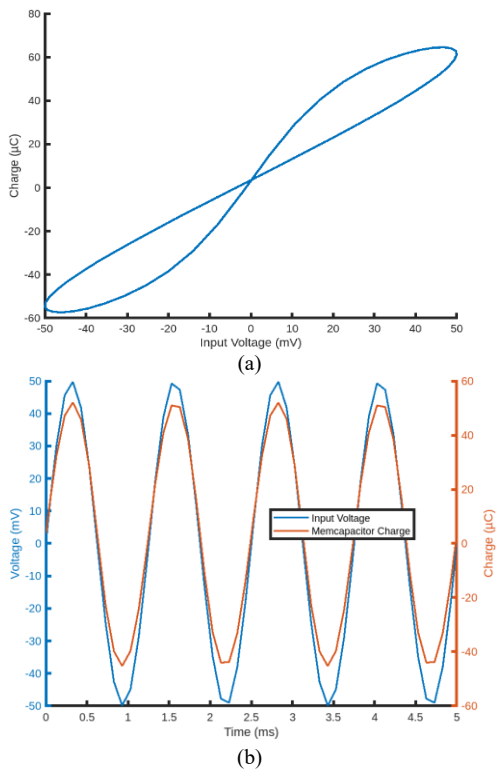 80
60
40
20
0
-20
-40
-60
Charge (µC)
-50 -40 -30 -20 -10 0 10 20 30 40 50
Input Voltage (mV)
(a)
50
40
30
20
10
0
-10
-20
-30
-40
-50
Voltage (mV)
Input Voltage
Memcapacitor Charge
60
40
20
0
-20
-40
-60
Charge (µC)
0 0.5 1 1.5 2 2.5 3 3.5 4 4.5 5
Time (ms)
(b)